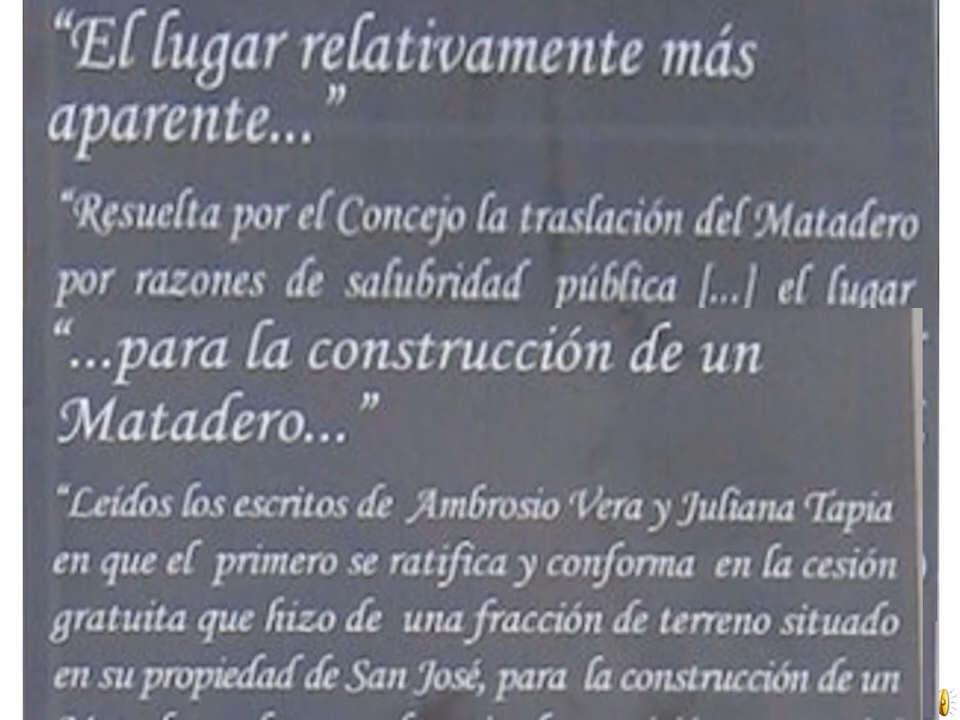 “El lugar relativamente más
aparente...”
“Resuelta por el Concejo la traslación del Matadero
por razones de salubridad pública [...] el lugar
“...para la construcción de un
Matadero...”
“Leídos los escritos de Ambrosio Vera y Juliana Tapia
en que el primero se ratifica y conforma en la cesión
gratuita que hizo de una fracción de terreno situado
en su propiedad de San José, para la construcción de un